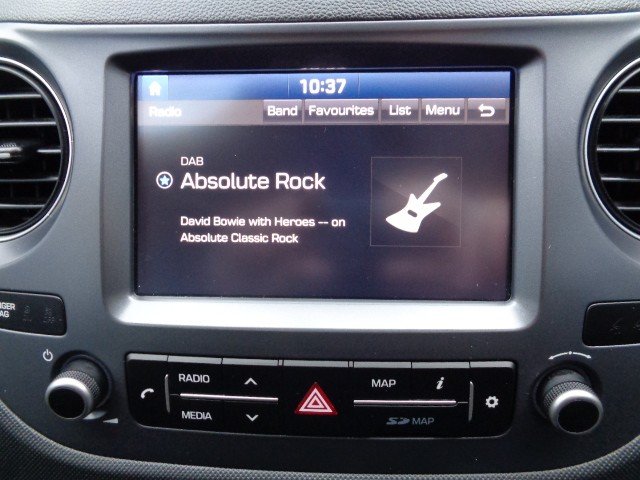 10:37
Radio Band Favourites List Menu
DAB
Absolute Rock
David Bowie with Heroes -- on
Absolute Classic Rock
RADIO
MEDIA
MAP i
SD MAP